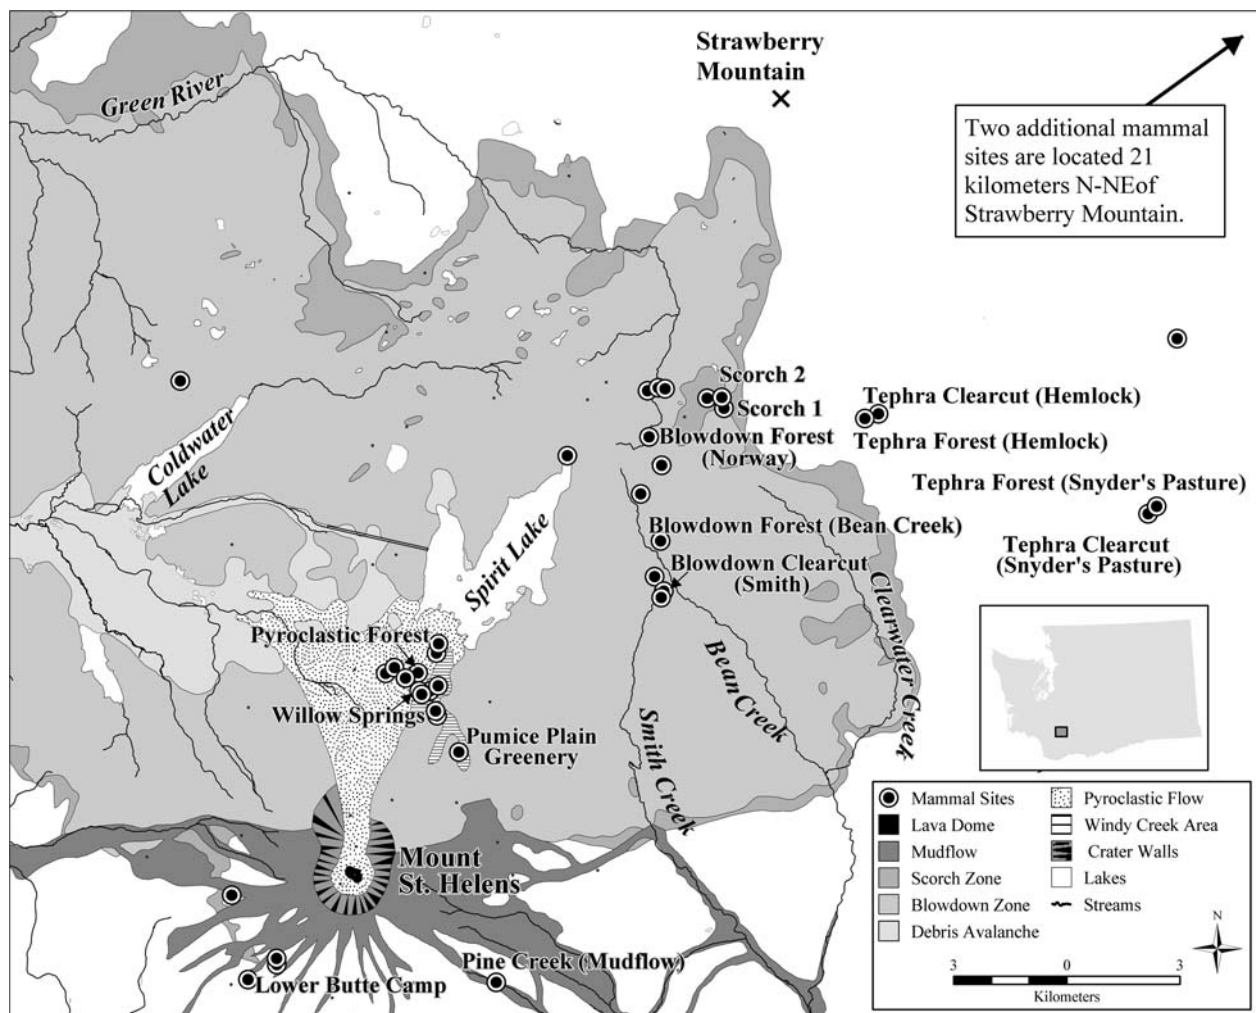 Strawberry
Mountain
Green River
Two additional mammal
sites are located 21
kilometers N-NEof
Strawberry Mountain.
Scorch 2
Scorch 1
Tephra Clearcut (Hemlock)
Tephra Forest (Hemlock)
Blowdown Forest
(Norway)
Coldwater
Lake
Tephra Forest (Snyder's Pasture)
Tephra Clearcut
(Snyder's Pasture)
Blowdown Forest (Bean Creek)
Blowdown Clearcut
(Smith)
Spirit Lake
Clearwater Creek
Pyroclastic Forest
Bean Creek
Willow Springs
Pumice Plain
Greenery
Smith Creek
Mount
St. Helens
Pine Creek (Mudflow)
Lower Butte Camp
Mammal Sites
Lava Dome
Mudflow
Scorch Zone
Blowdown Zone
Debris Avalanche
Pyroclastic Flow
Windy Creek Area
Crater Walls
Lakes
Streams
N
3 0 3
Kilometers